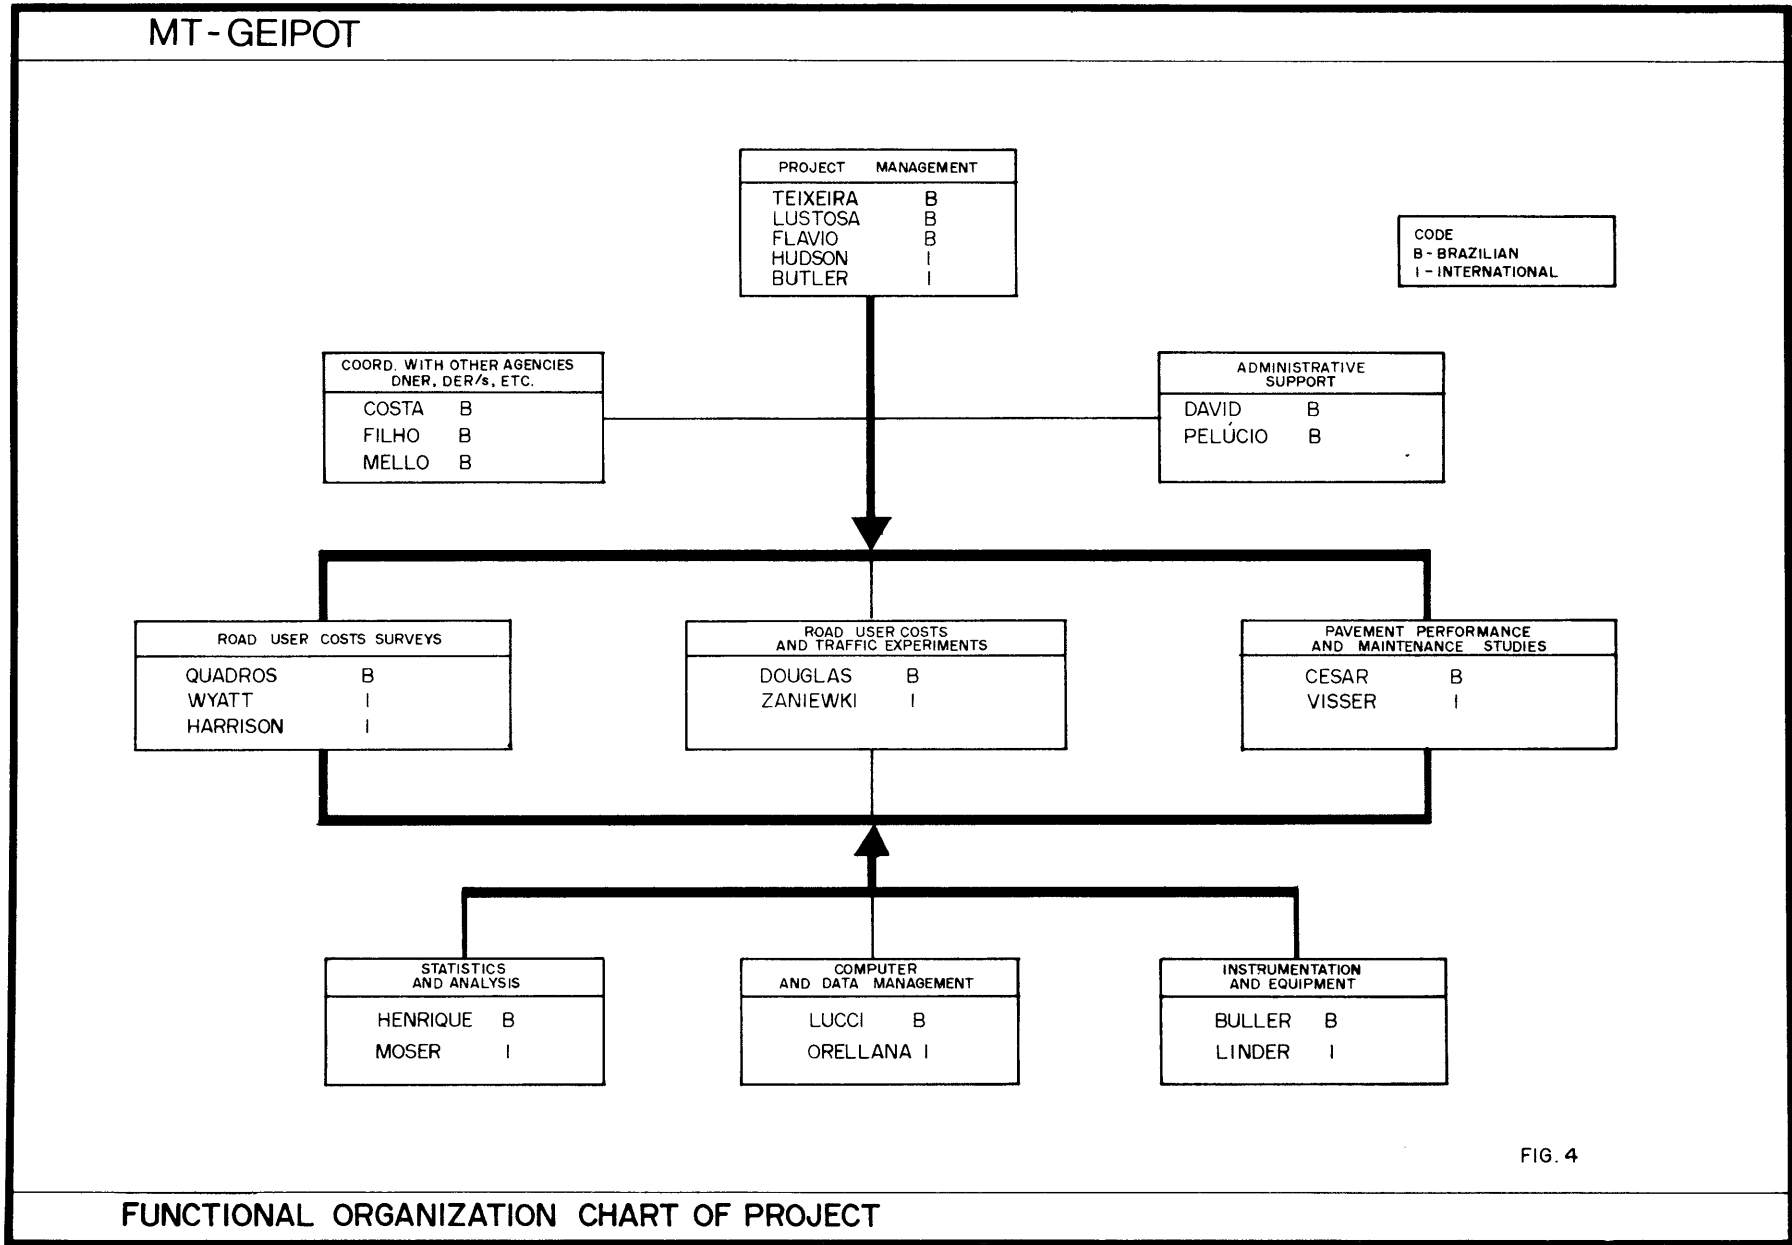 MT-GEIPOT
PROJECT MANAGEMENT
TEIXEIRA B
LUSTOSA B
FLAVIO B
HUDSON I
BUTLER I
CODE
B - BRAZILIAN
I - INTERNATIONAL
COORD. WITH OTHER AGENCIES
DNER, DER/s, ETC.
COSTA B
FILHO B
MELLO B
ADMINISTRATIVE
SUPPORT
DAVID B
PELÚCIO B
ROAD USER COSTS SURVEYS
QUADROS B
WYATT I
HARRISON I
ROAD USER COSTS
AND TRAFFIC EXPERIMENTS
DOUGLAS B
ZANIEWKI I
PAVEMENT PERFORMANCE
AND MAINTENANCE STUDIES
CESAR B
VISSER I
STATISTICS
AND ANALYSIS
HENRIQUE B
MOSER I
COMPUTER
AND DATA MANAGEMENT
LUCCI B
ORELLANA I
INSTRUMENTATION
AND EQUIPMENT
BULLER B
LINDER I
FIG. 4
FUNCTIONAL ORGANIZATION CHART OF PROJECT